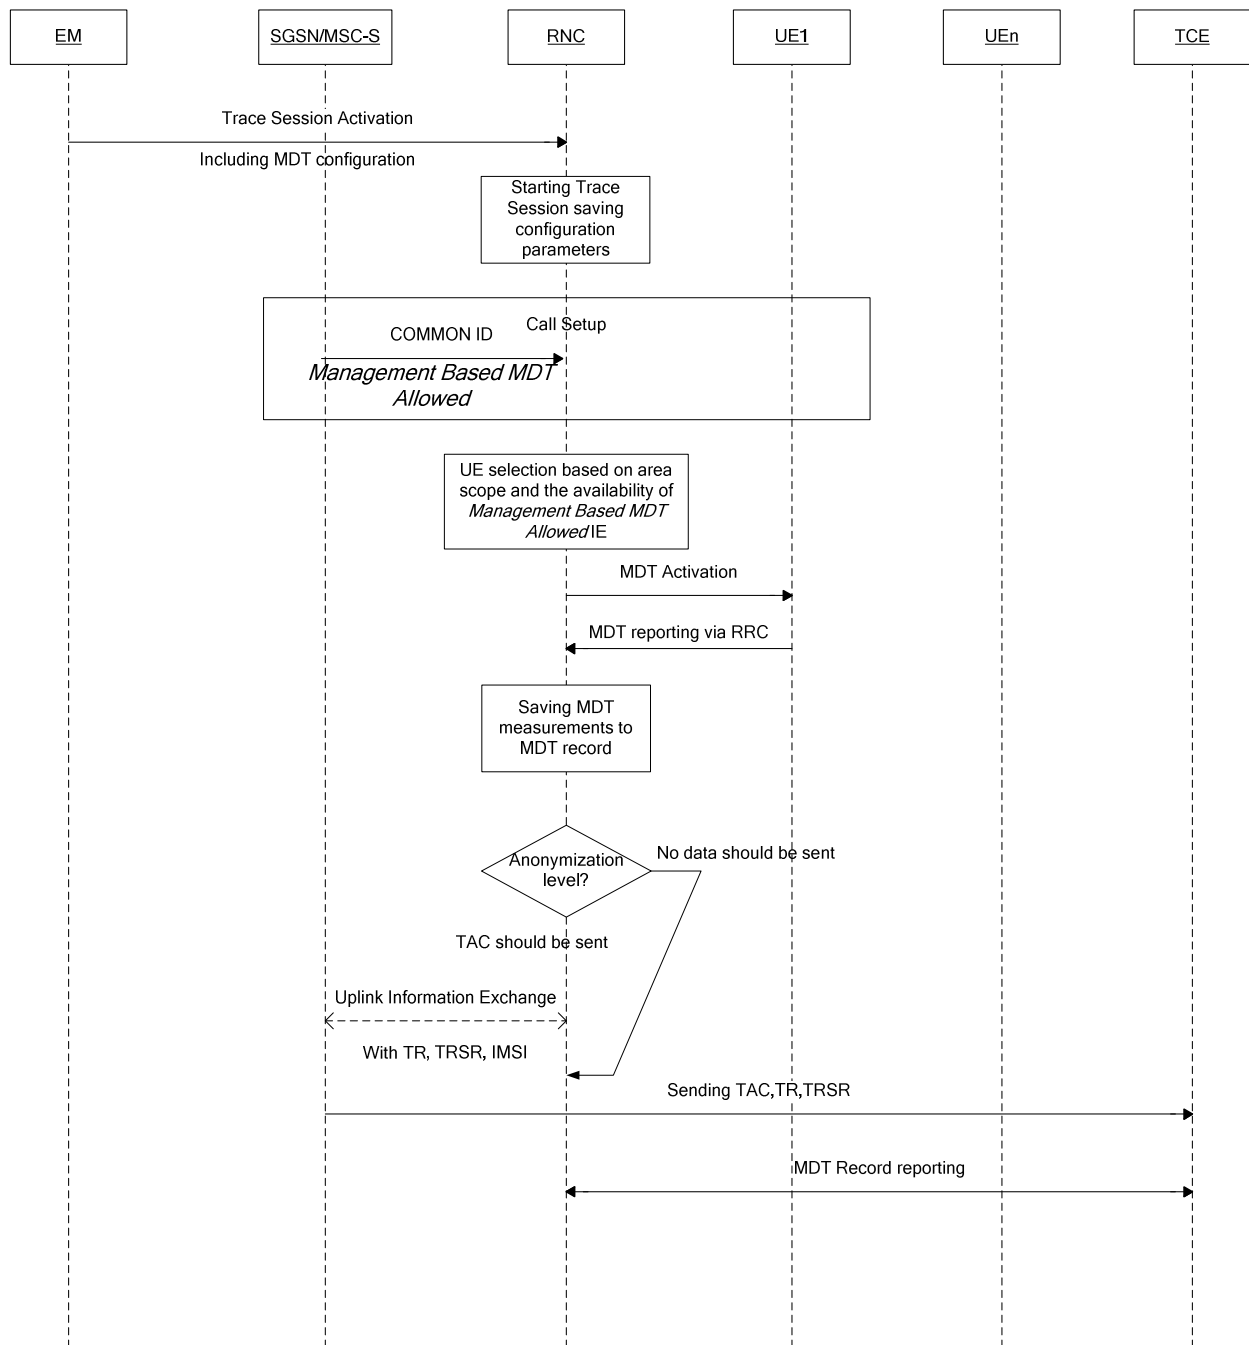 EM
SGSN/MSC-S
RNC
UE1
UEn
TCE
Trace Session Activation
Including MDT configuration
Starting Trace
Session saving
configuration
parameters
Call Setup
COMMON ID
Management Based MDT
Allowed
UE selection based on area
scope and the availability of
Management Based MDT
Allowed IE
MDT Activation
MDT reporting via RRC
Saving MDT
measurements to
MDT record
Anonymization
level?
No data should be sent
TAC should be sent
Uplink Information Exchange
With TR, TRSR, IMSI
Sending TAC,TR,TRSR
MDT Record reporting